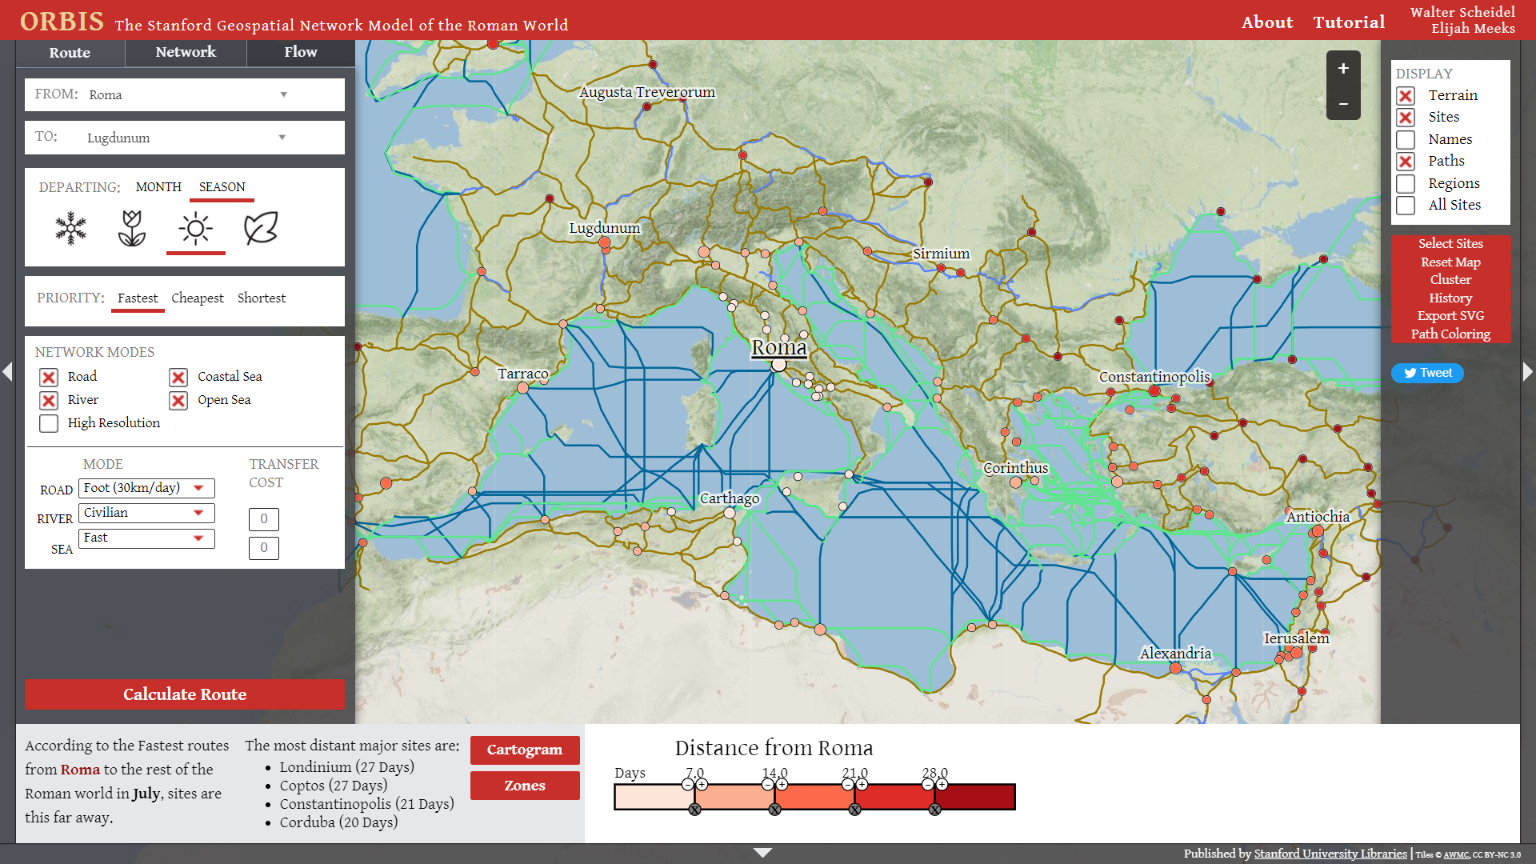 ORBIS The Stanford Geospatial Network Model of the Roman World
About Tutorial
Walter Scheidel
Elijah Meeks
Route Network Flow
FROM: Roma
TO: Lugdunum
DEPARTING: MONTH SEASON
PRIORITY: Fastest Cheapest Shortest
NETWORK MODES
Road Coastal Sea
River Open Sea
High Resolution
MODE TRANSFER COST
ROAD Foot (30km/day)
RIVER Civilian 0
SEA Fast 0
Calculate Route
Augusta Treverorum
Lugdunum
Sirmium
Roma
Tarraco
Constantinopolis
Corinthus
Carthago
Antiochia
Ierusalem
Alexandria
+
−
DISPLAY
Terrain
Sites
Names
Paths
Regions
All Sites
Select Sites
Reset Map
Cluster
History
Export SVG
Path Coloring
Tweet
According to the Fastest routes
from Roma to the rest of the
Roman world in July, sites are
this far away.
The most distant major sites are:
Londinium (27 Days)
Coptos (27 Days)
Constantinopolis (21 Days)
Corduba (20 Days)
Cartogram
Zones
Distance from Roma
Days 7.0 14.0 21.0 28.0
Published by Stanford University Libraries | Tiles © AWMC, CC BY-NC 3.0